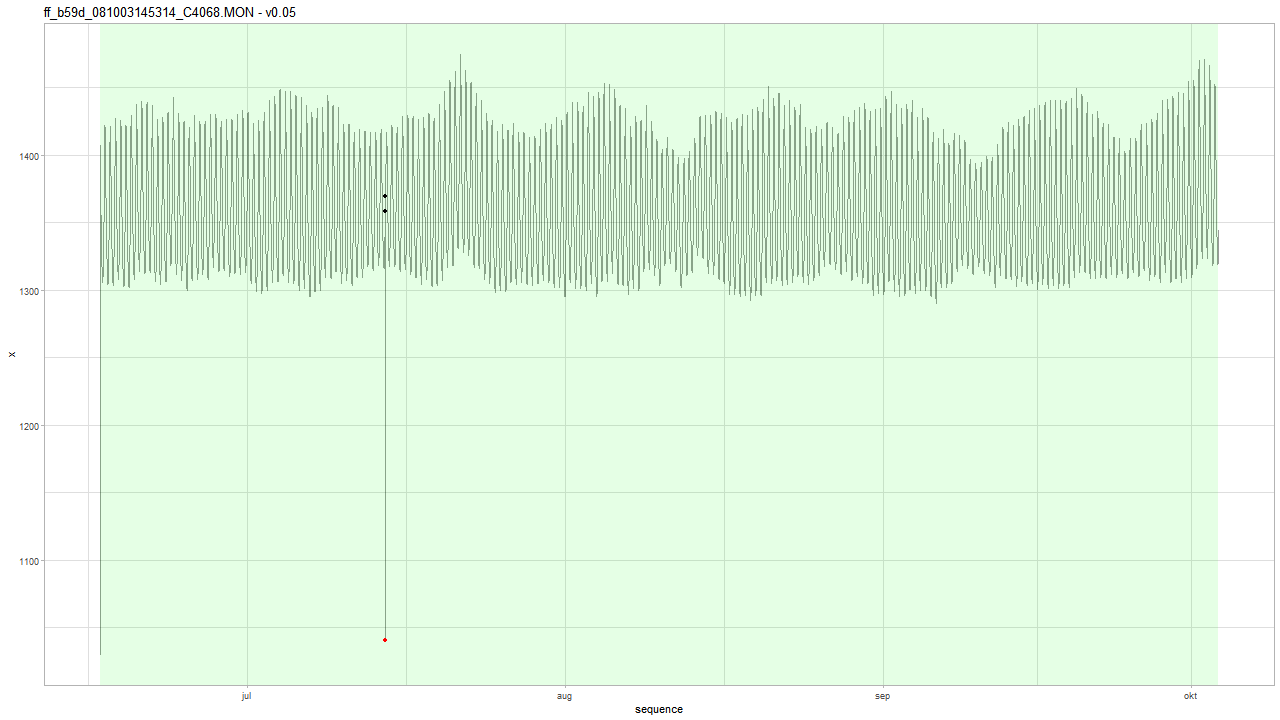 ff_b59d_081003145314_C4068.MON - v0.05
1400
1300
1200
1100
x
jul
aug
sep
okt
sequence